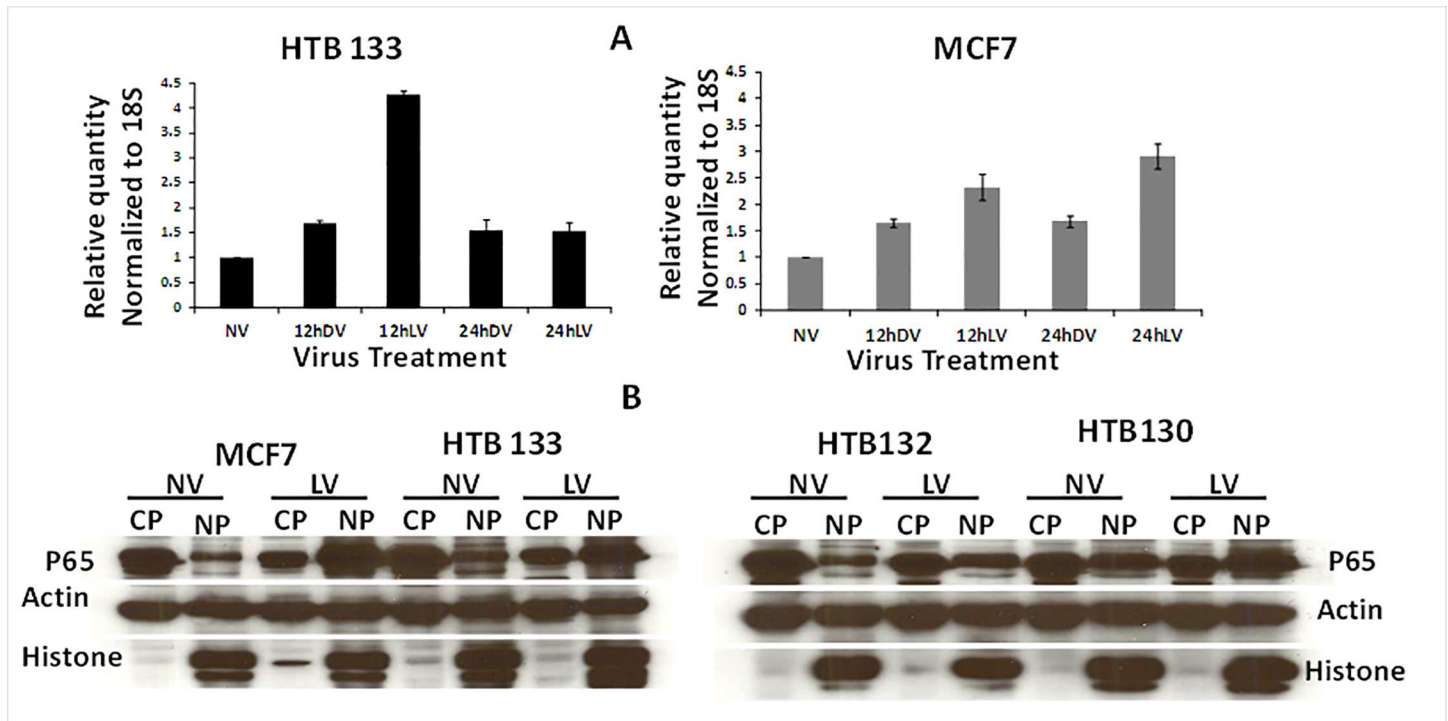 A
HTB 133
Relative quantity
Normalized to 18S
4.5
4
3.5
3
2.5
2
1.5
1
0.5
0
NV 12hDV 12hLV 24hDV 24hLV
Virus Treatment
MCF7
Relative quantity
Normalized to 18S
4.5
4
3.5
3
2.5
2
1.5
1
0.5
0
NV 12hDV 12hLV 24hDV 24hLV
Virus Treatment
B
MCF7 HTB 133
NV LV NV LV
CP NP CP NP CP NP CP NP
P65
Actin
Histone
HTB132 HTB130
NV LV NV LV
CP NP CP NP CP NP CP NP
P65
Actin
Histone